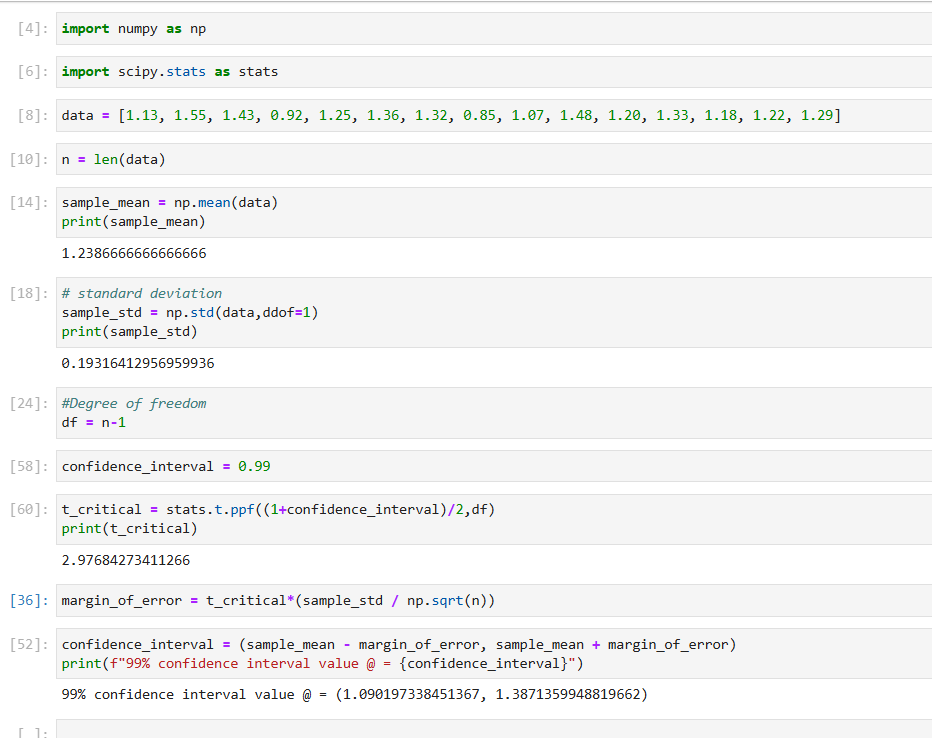 [4]: import numpy as np
[6]: import scipy.stats as stats
[8]: data = [1.13, 1.55, 1.43, 0.92, 1.25, 1.36, 1.32, 0.85, 1.07, 1.48, 1.20, 1.33, 1.18, 1.22, 1.29]
[10]: n = len(data)
[14]: sample_mean = np.mean(data)
print(sample_mean)
1.2386666666666666
[18]: # standard deviation
sample_std = np.std(data,ddof=1)
print(sample_std)
0.19316412956959936
[24]: #Degree of freedom
df = n-1
[58]: confidence_interval = 0.99
[60]: t_critical = stats.t.ppf((1+confidence_interval)/2,df)
print(t_critical)
2.97684273411266
[36]: margin_of_error = t_critical*(sample_std / np.sqrt(n))
[52]: confidence_interval = (sample_mean - margin_of_error, sample_mean + margin_of_error)
print(f"99% confidence interval value @ = {confidence_interval}")
99% confidence interval value @ = (1.090197338451367, 1.3871359948819662)
[ ]: